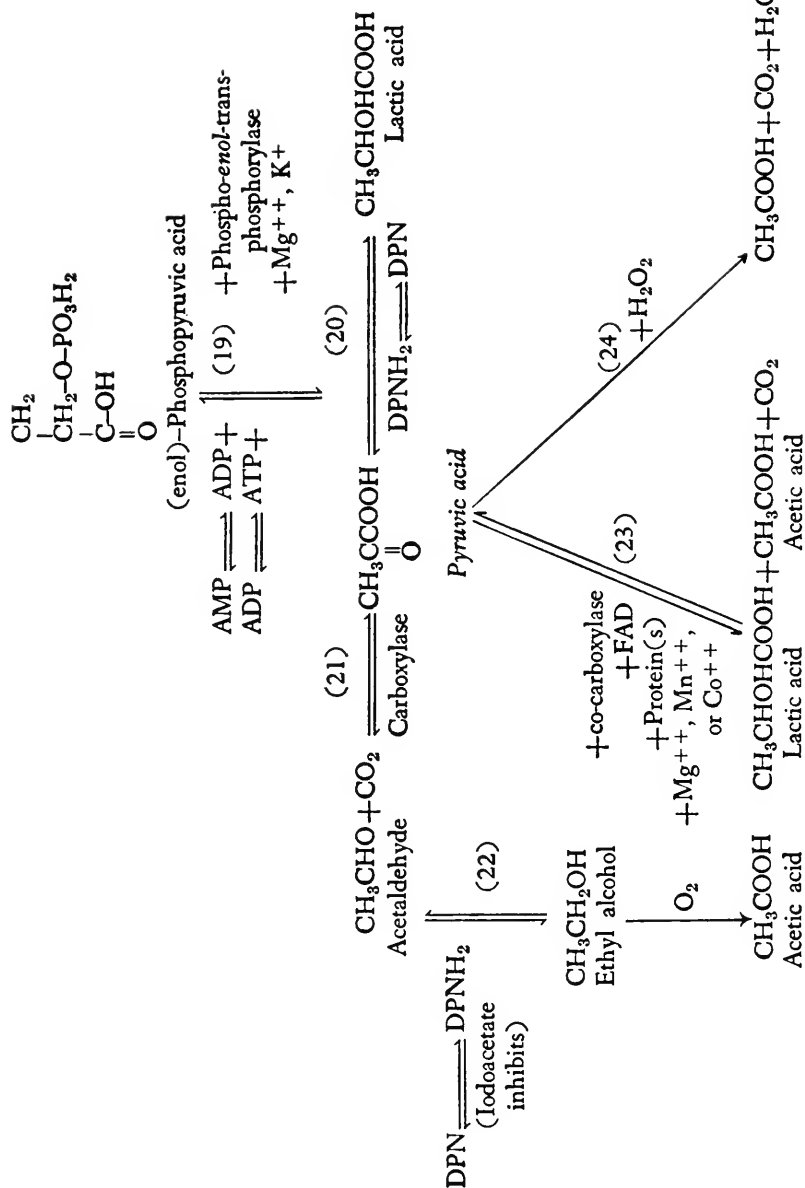 CH₂
CH₂–O–PO₃H₂
C–OH
O
(enol)–Phosphopyruvic acid
AMP ⇌ ADP+
ADP ⇌ ATP+
(19)
+Phospho-enol-trans-
phosphorylase
+Mg++, K+
CH₃CHO+CO₂
Acetaldehyde
(21)
Carboxylase
CH₃CCOOH
O
Pyruvic acid
(20)
DPNH₂ ⇌ DPN
CH₃CHOHCOOH
Lactic acid
DPN ⇌ DPNH₂
(Iodoacetate
inhibits)
(22)
CH₃CH₂OH
Ethyl alcohol
O₂
CH₃COOH
Acetic acid
+co-carboxylase
+FAD
+Protein(s)
+Mg++, Mn++,
or Co++
(23)
CH₃CHOHCOOH+CH₃COOH+CO₂
Lactic acid
Acetic acid
(24)
+H₂O₂
CH₃COOH+CO₂+H₂O